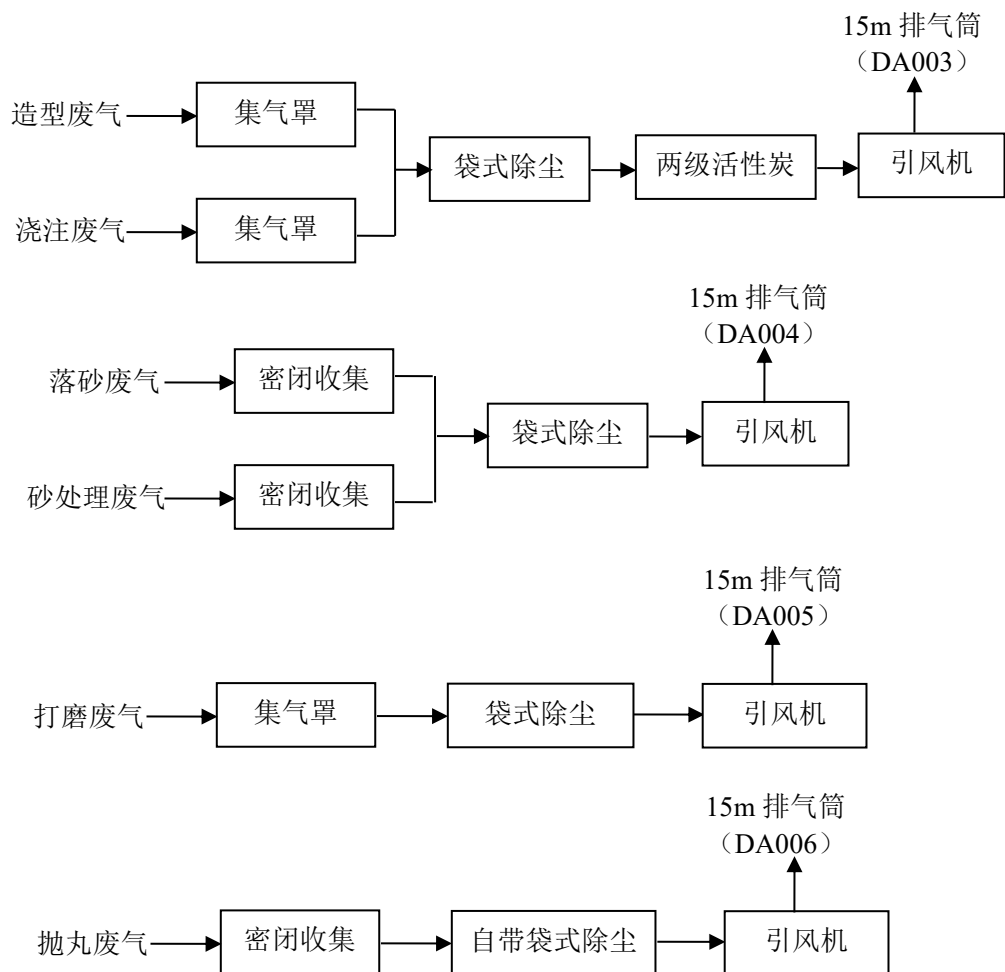 15m 排气筒
（DA003）
造型废气
集气罩
袋式除尘
两级活性炭
引风机
浇注废气
集气罩
15m 排气筒
（DA004）
落砂废气
密闭收集
袋式除尘
引风机
砂处理废气
密闭收集
15m 排气筒
（DA005）
打磨废气
集气罩
袋式除尘
引风机
15m 排气筒
（DA006）
抛丸废气
密闭收集
自带袋式除尘
引风机